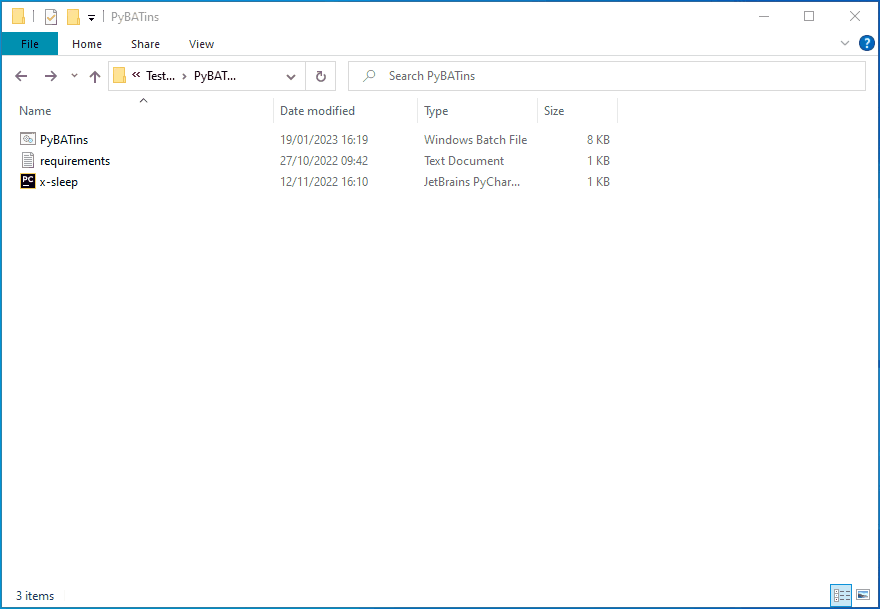 PyBATins
File Home Share View
« Test... › PyBAT... Search PyBATins
Name Date modified Type Size
PyBATins 19/01/2023 16:19 Windows Batch File 8 KB
requirements 27/10/2022 09:42 Text Document 1 KB
PC x-sleep 12/11/2022 16:10 JetBrains PyChar... 1 KB
3 items